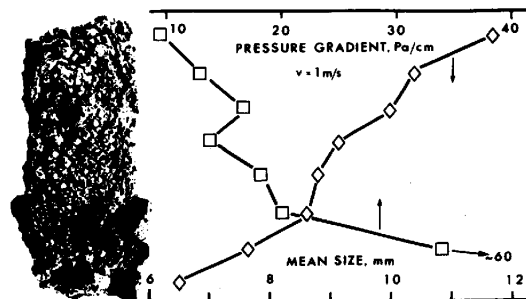 10 20 30 40
PRESSURE GRADIENT, Pa/cm
v = 1m/s
~60
MEAN SIZE, mm
6 8 10 12